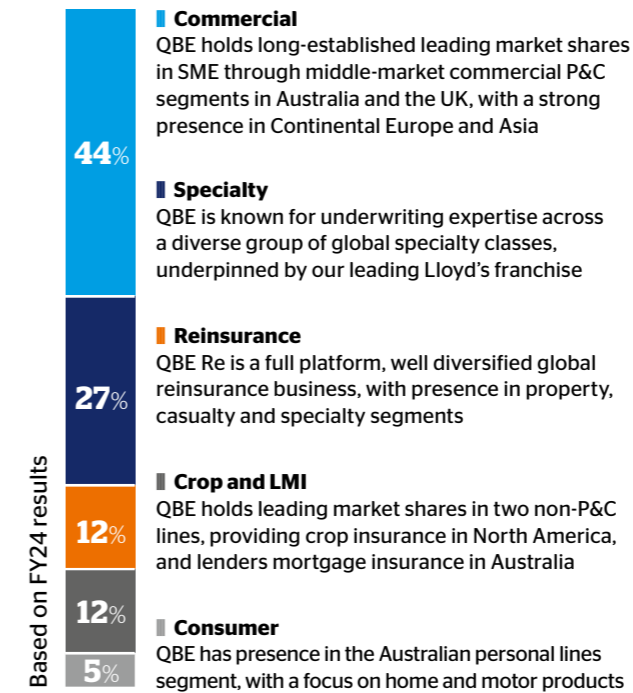 Commercial
QBE holds long-established leading market shares
in SME through middle-market commercial P&C
segments in Australia and the UK, with a strong
presence in Continental Europe and Asia
44%
Specialty
QBE is known for underwriting expertise across
a diverse group of global specialty classes,
underpinned by our leading Lloyd’s franchise
Reinsurance
QBE Re is a full platform, well diversified global
reinsurance business, with presence in property,
casualty and specialty segments
27%
Crop and LMI
QBE holds leading market shares in two non-P&C
lines, providing crop insurance in North America,
and lenders mortgage insurance in Australia
12%
12%
Consumer
QBE has presence in the Australian personal lines
segment, with a focus on home and motor products
5%
Based on FY24 results